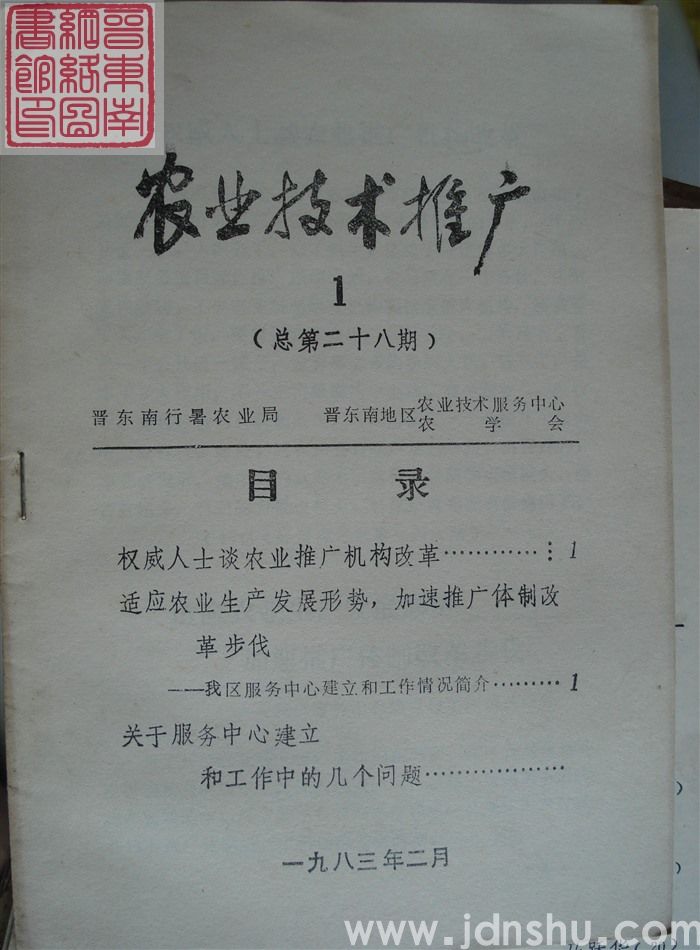 晋东南
網絡圖
書館印
农业技术推广
1
（总第二十八期）
晋东南行署农业局 晋东南地区农业技术服务中心
农学会
目 录
权威人士谈农业推广机构改革…………⋮ 1
适应农业生产发展形势，加速推广体制改
革步伐
——我区服务中心建立和工作情况简介……… 1
关于服务中心建立
和工作中的几个问题………………
一九八三年二月
www.jdnshu.com